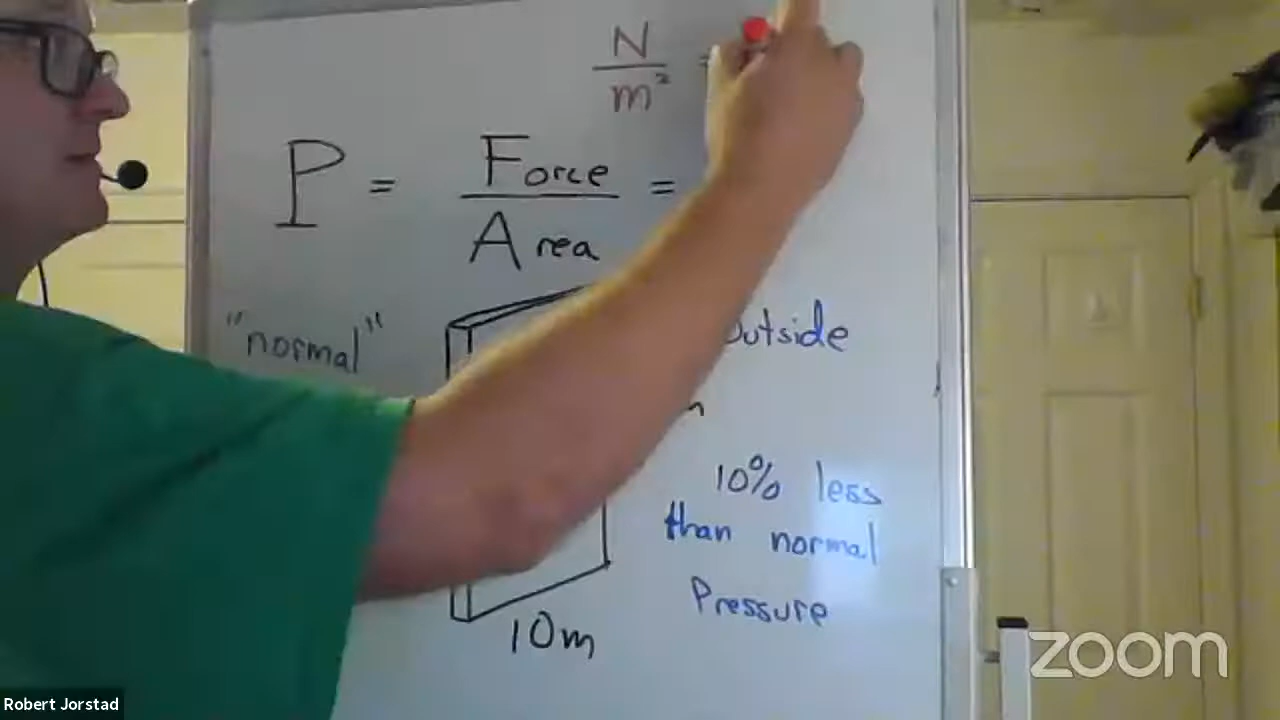 N
m²
=
P = Force =
Area
"normal"
outside
10% less
than normal
Pressure
10m
zoom
Robert Jorstad